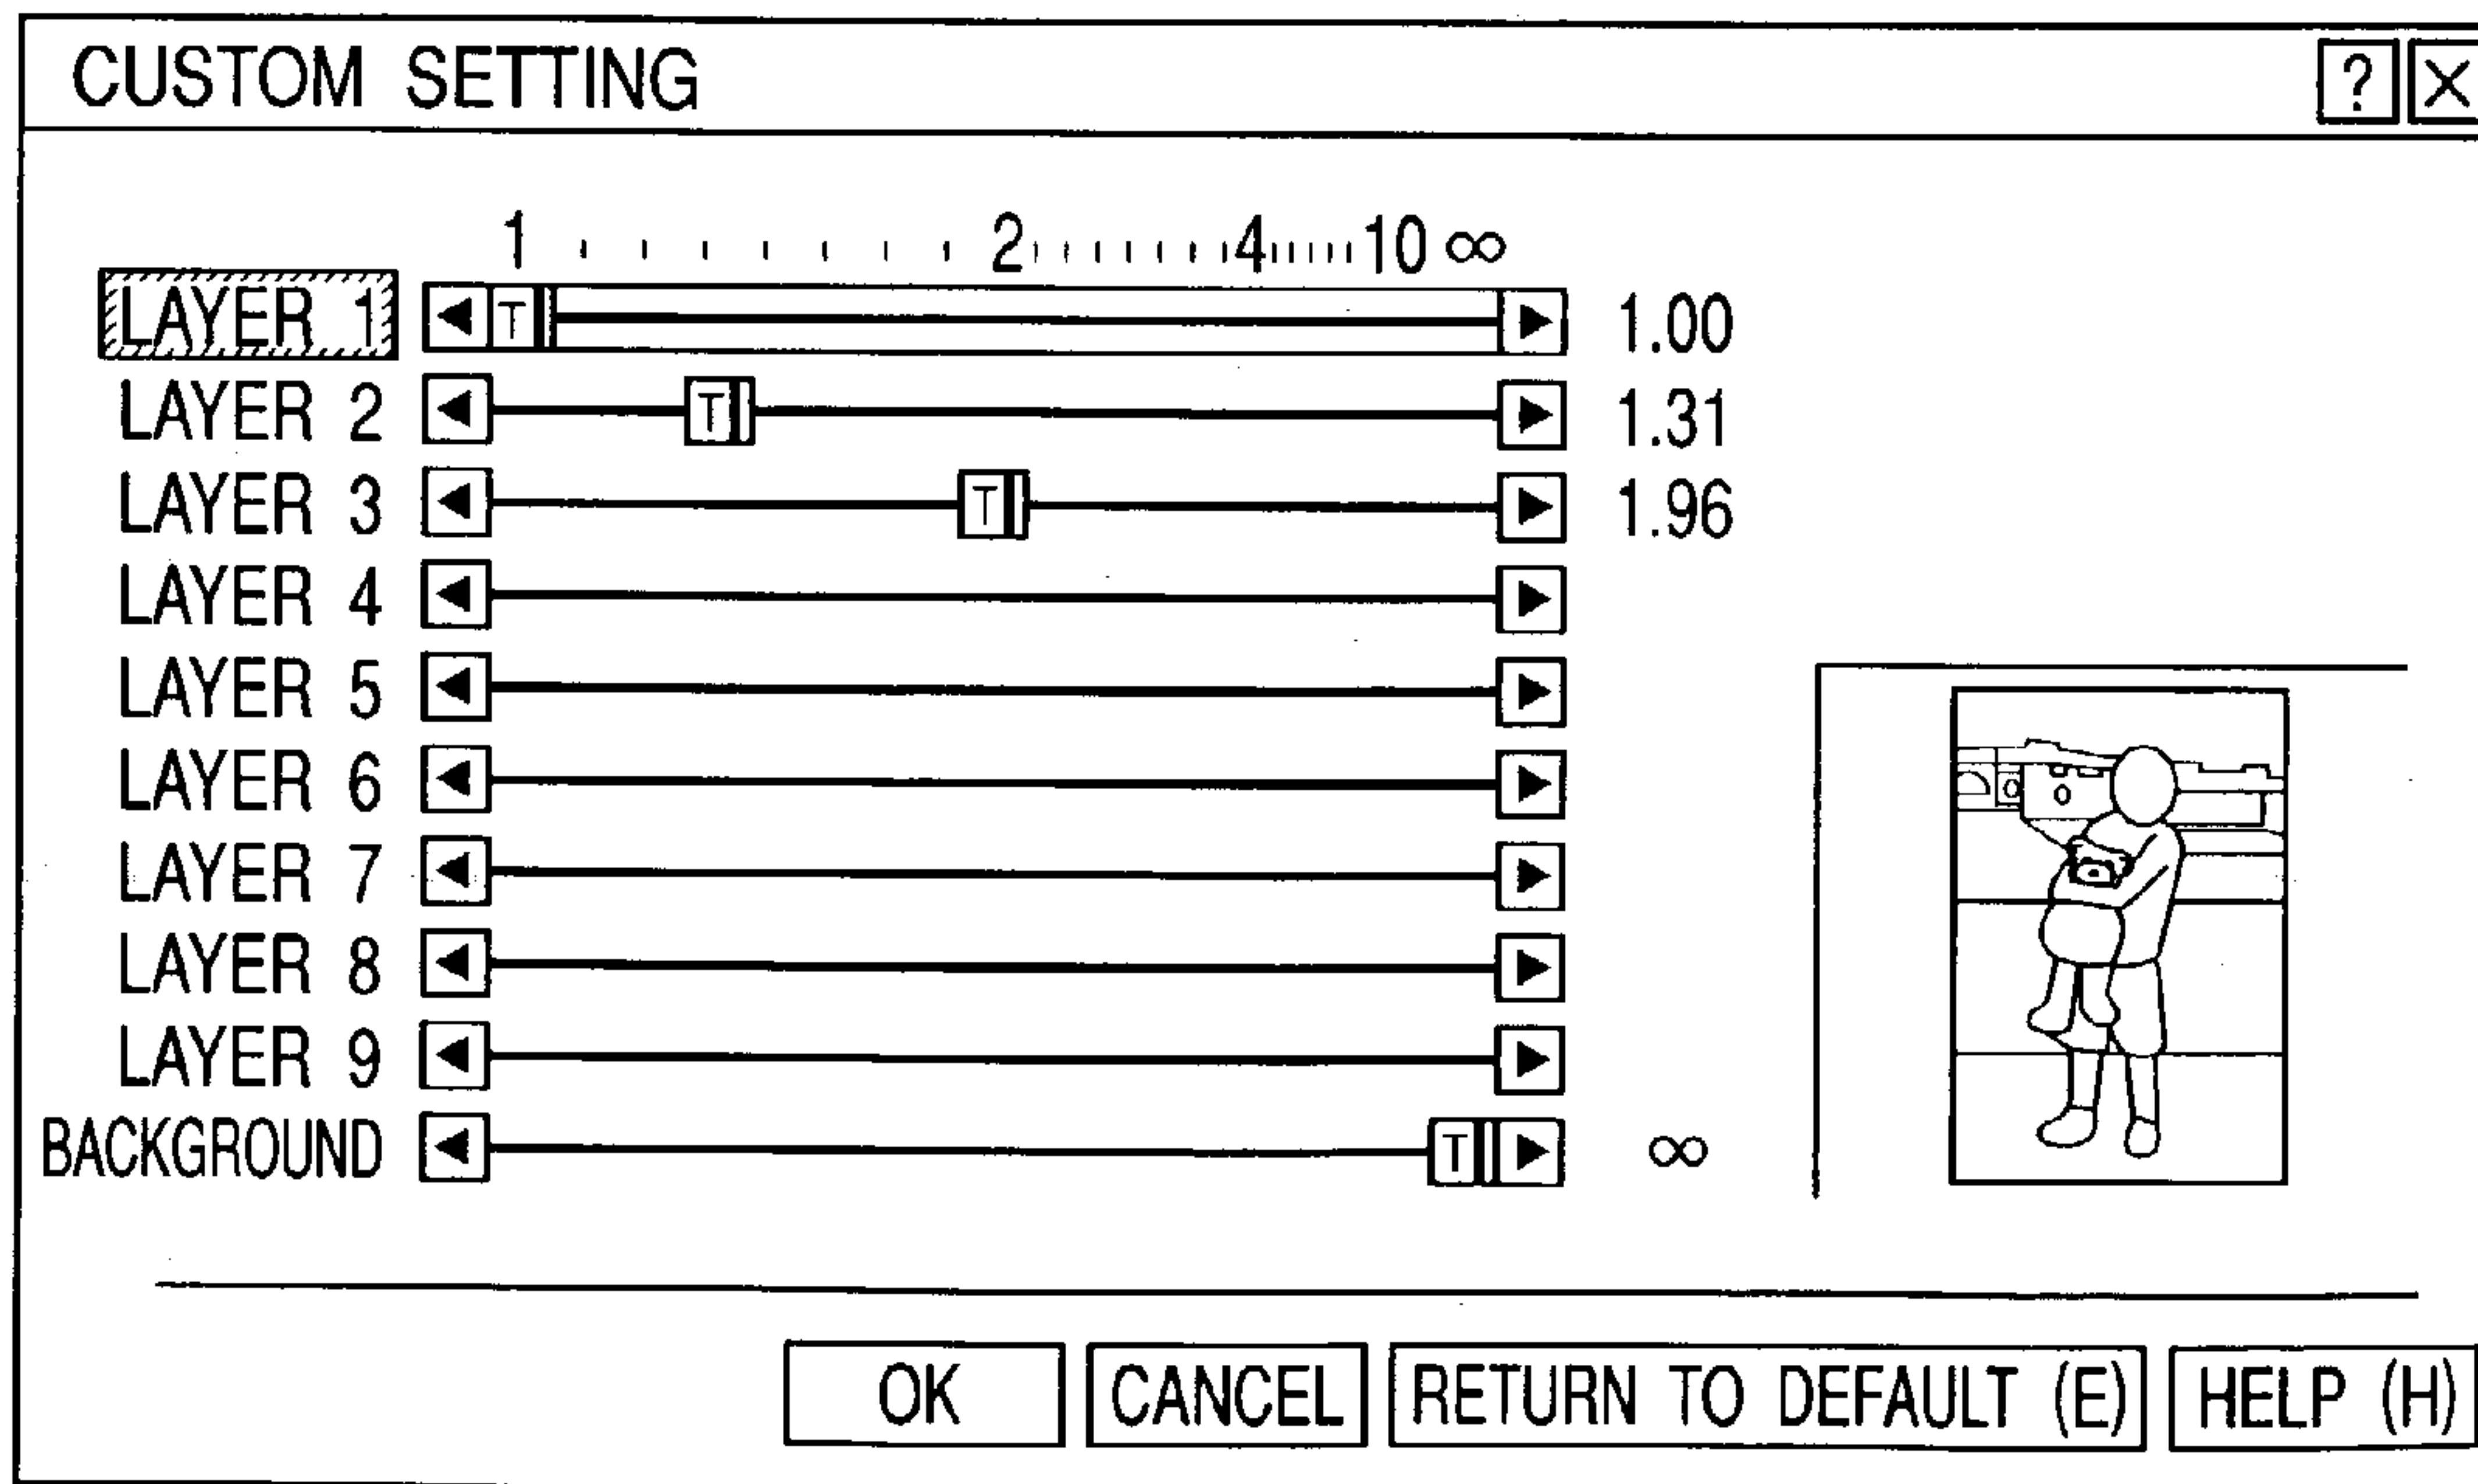 CUSTOM SETTING ? X
1 2 4 10 ∞
LAYER 1 T 1.00
LAYER 2 T 1.31
LAYER 3 T 1.96
LAYER 4
LAYER 5
LAYER 6
LAYER 7
LAYER 8
LAYER 9
BACKGROUND T ∞
OK CANCEL RETURN TO DEFAULT (E) HELP (H)